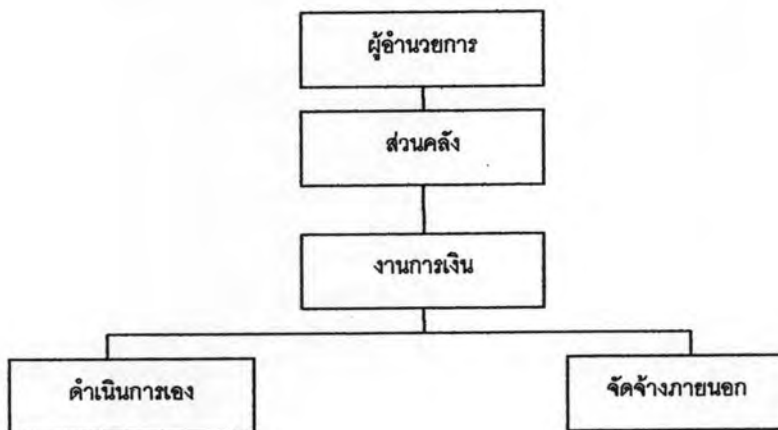 ผู้อำนวยการ
ส่วนคลัง
งานการเงิน
ดำเนินการเอง
จัดจ้างภายนอก